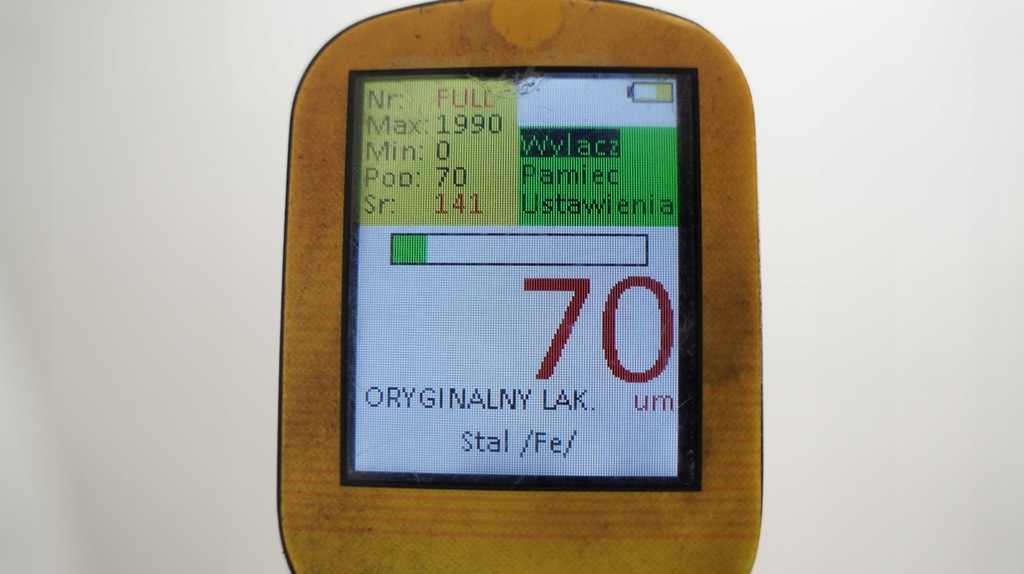 Nr: FULL
Max: 1990
Min: 0
Pop: 70
Sr: 141
Wylacz
Pamiec
Ustawienia
70
ORYGINALNY LAK. um
Stal /Fe/